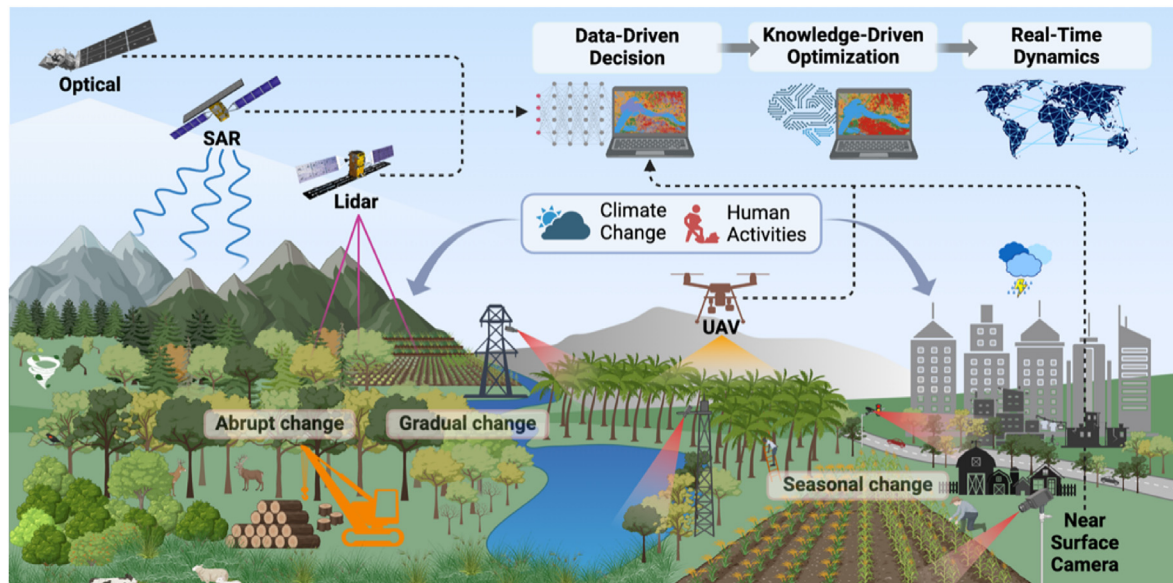 Optical
SAR
Lidar
Data-Driven
Decision
Knowledge-Driven
Optimization
Real-Time
Dynamics
Climate
Change
Human
Activities
UAV
Abrupt change
Gradual change
Seasonal change
Near
Surface
Camera